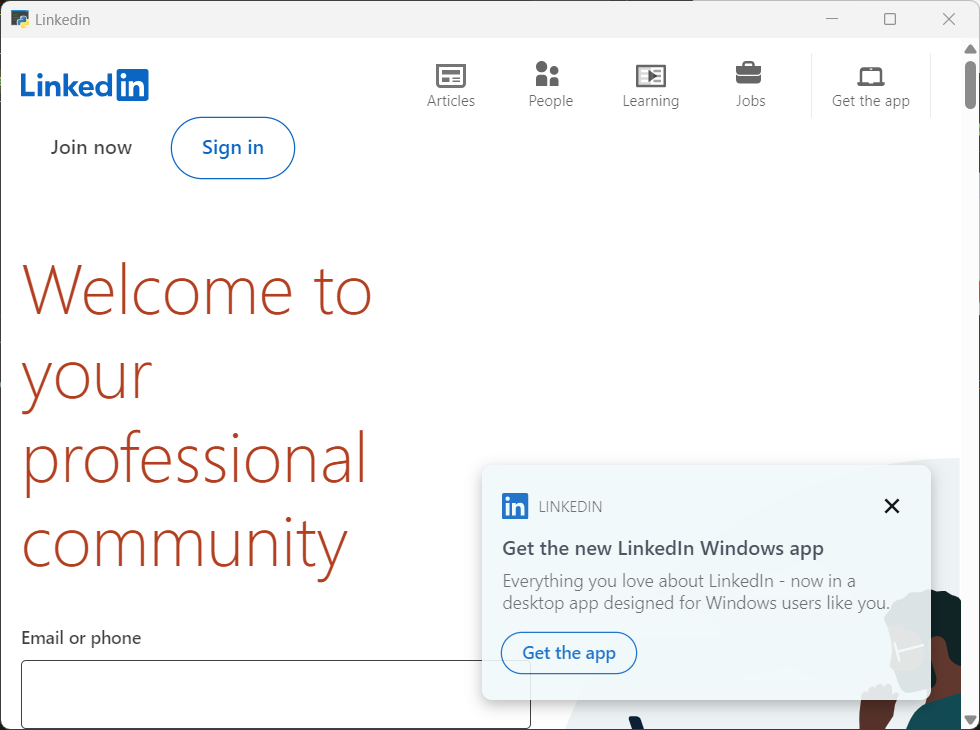 Linkedin
Linked in
Articles
People
Learning
Jobs
Get the app
Join now
Sign in
Welcome to
your
professional
community
Email or phone
in LINKEDIN
Get the new LinkedIn Windows app
Everything you love about LinkedIn - now in a
desktop app designed for Windows users like you.
Get the app